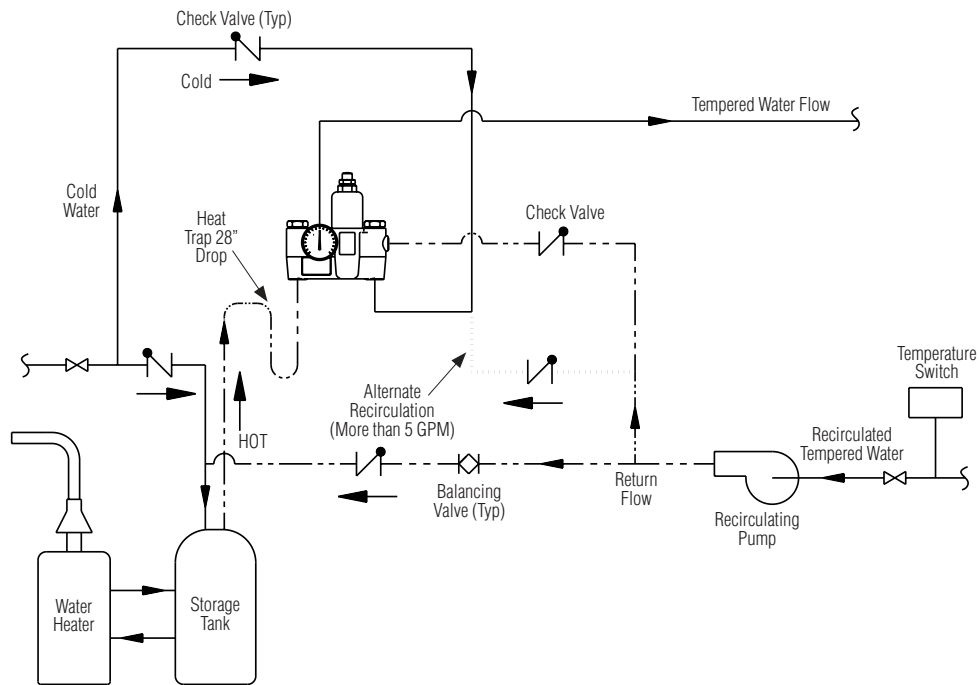 Check Valve (Typ)
Cold
Tempered Water Flow
Cold
Water
Heat
Trap 28”
Drop
Check Valve
Temperature
Switch
Alternate
Recirculation
(More than 5 GPM)
HOT
Recirculated
Tempered Water
Balancing
Valve (Typ)
Return
Flow
Recirculating
Pump
Water
Heater
Storage
Tank